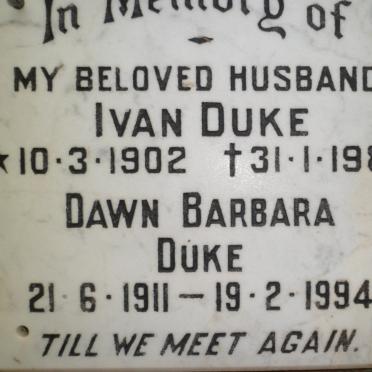 In Memory of
MY BELOVED HUSBAND
IVAN DUKE
★10·3·1902 †31·1·198
DAWN BARBARA
DUKE
21·6·1911–19·2·1994
TILL WE MEET AGAIN.